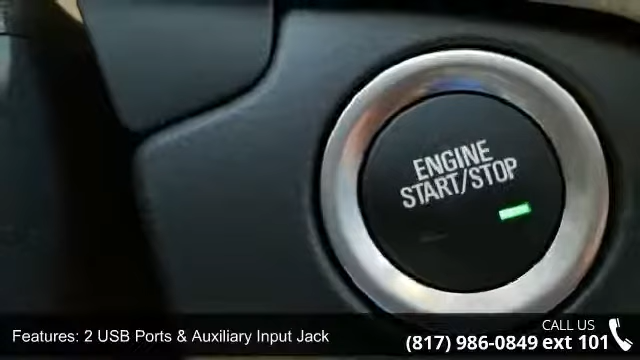 ENGINE
START/STOP
Features: 2 USB Ports & Auxiliary Input Jack
CALL US
(817) 986-0849 ext 101